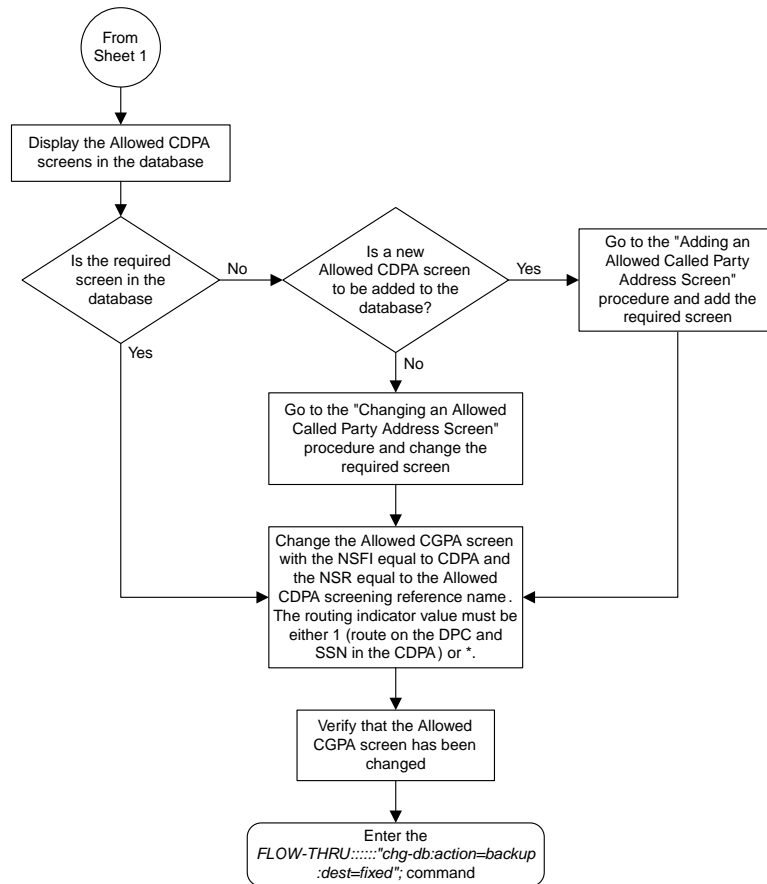 From
Sheet 1
Display the Allowed CDPA
screens in the database
Is the required
screen in the
database
No
Is a new
Allowed CDPA screen
to be added to the
database?
Yes
Go to the "Adding an
Allowed Called Party
Address Screen"
procedure and add the
required screen
Yes
No
Go to the "Changing an Allowed
Called Party Address Screen"
procedure and change the
required screen
Change the Allowed CGPA screen
with the NSFI equal to CDPA and
the NSR equal to the Allowed
CDPA screening reference name.
The routing indicator value must be
either 1 (route on the DPC and
SSN in the CDPA) or *.
Verify that the Allowed
CGPA screen has been
changed
Enter the
FLOW-THRU::::::"chg-db:action=backup
:dest=fixed"; command